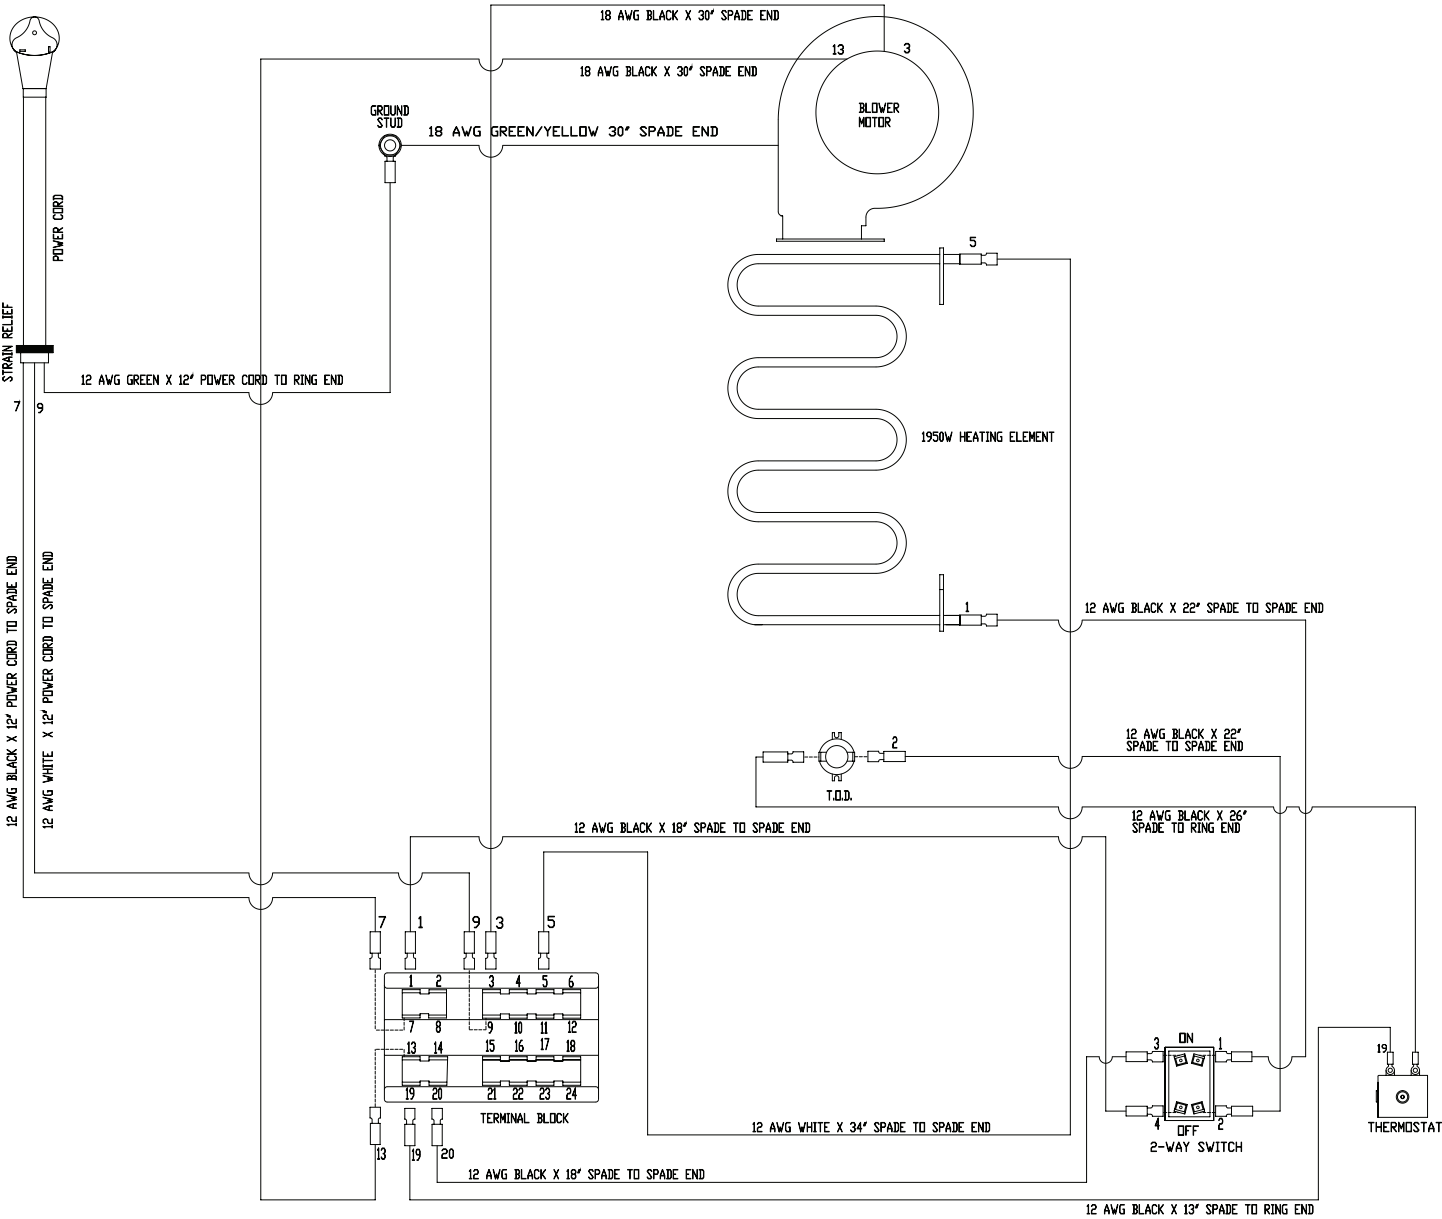 18 AWG BLACK X 30" SPADE END
13
3
18 AWG BLACK X 30" SPADE END
GROUND
STUD
BLOWER
MOTOR
18 AWG GREEN/YELLOW 30" SPADE END
POWER CORD
5
STRAIN RELIEF
12 AWG GREEN X 12" POWER CORD TO RING END
7
9
1950W HEATING ELEMENT
12 AWG BLACK X 12" POWER CORD TO SPADE END
12 AWG WHITE X 12" POWER CORD TO SPADE END
1
12 AWG BLACK X 22" SPADE TO SPADE END
2
12 AWG BLACK X 22"
SPADE TO SPADE END
T.O.D.
12 AWG BLACK X 26"
SPADE TO RING END
12 AWG BLACK X 18" SPADE TO SPADE END
7
1
9
3
5
1 2 3 4 5 6
7 8 9 10 11 12
13 14 15 16 17 18
19 20 21 22 23 24
TERMINAL BLOCK
13
19
20
ON
3
1
4
2
OFF
2-WAY SWITCH
19
THERMOSTAT
12 AWG WHITE X 34" SPADE TO SPADE END
12 AWG BLACK X 18" SPADE TO SPADE END
12 AWG BLACK X 13" SPADE TO RING END